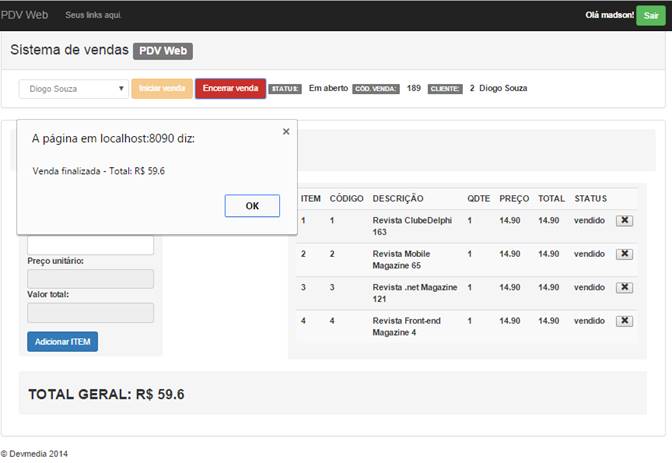 PDV Web Seus links aqui. Olá madson! Sair
Sistema de vendas PDV Web
Diogo Souza Iniciar venda Encerrar venda STATUS: Em aberto CÓD. VENDA: 189 CLIENTE: 2 Diogo Souza
A página em localhost:8090 diz:
Venda finalizada - Total: R$ 59.6
OK
ITEM CÓDIGO DESCRIÇÃO QDTE PREÇO TOTAL STATUS
1 1 Revista ClubeDelphi 163 1 14.90 14.90 vendido
2 2 Revista Mobile Magazine 65 1 14.90 14.90 vendido
3 3 Revista .net Magazine 121 1 14.90 14.90 vendido
4 4 Revista Front-end Magazine 4 1 14.90 14.90 vendido
Preço unitário:
Valor total:
Adicionar ITEM
TOTAL GERAL: R$ 59.6
© Devmedia 2014